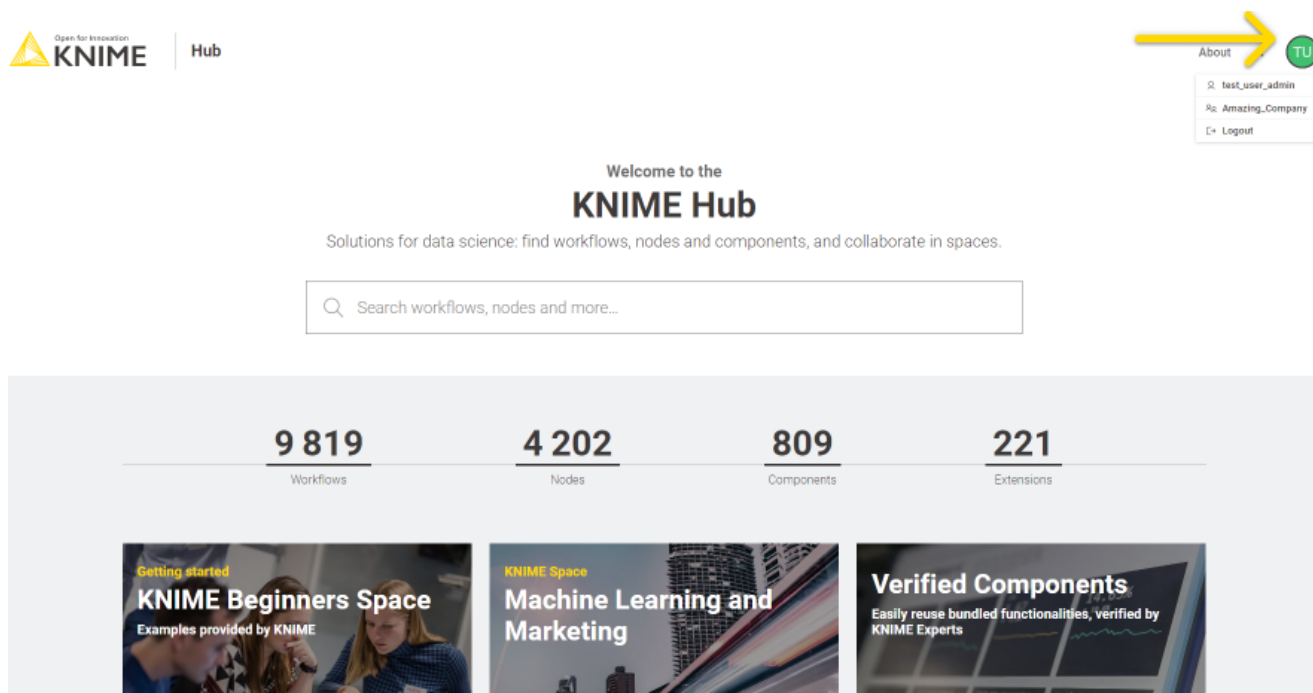 Open for Innovation
KNIME
Hub
About
TU
test_user_admin
Amazing_Company
Logout
Welcome to the
KNIME Hub
Solutions for data science: find workflows, nodes and components, and collaborate in spaces.
Search workflows, nodes and more...
9 819
4 202
809
221
Workflows
Nodes
Components
Extensions
Getting started
KNIME Beginners Space
Examples provided by KNIME
KNIME Space
Machine Learning and
Marketing
Verified Components
Easily reuse bundled functionalities, verified by
KNIME Experts